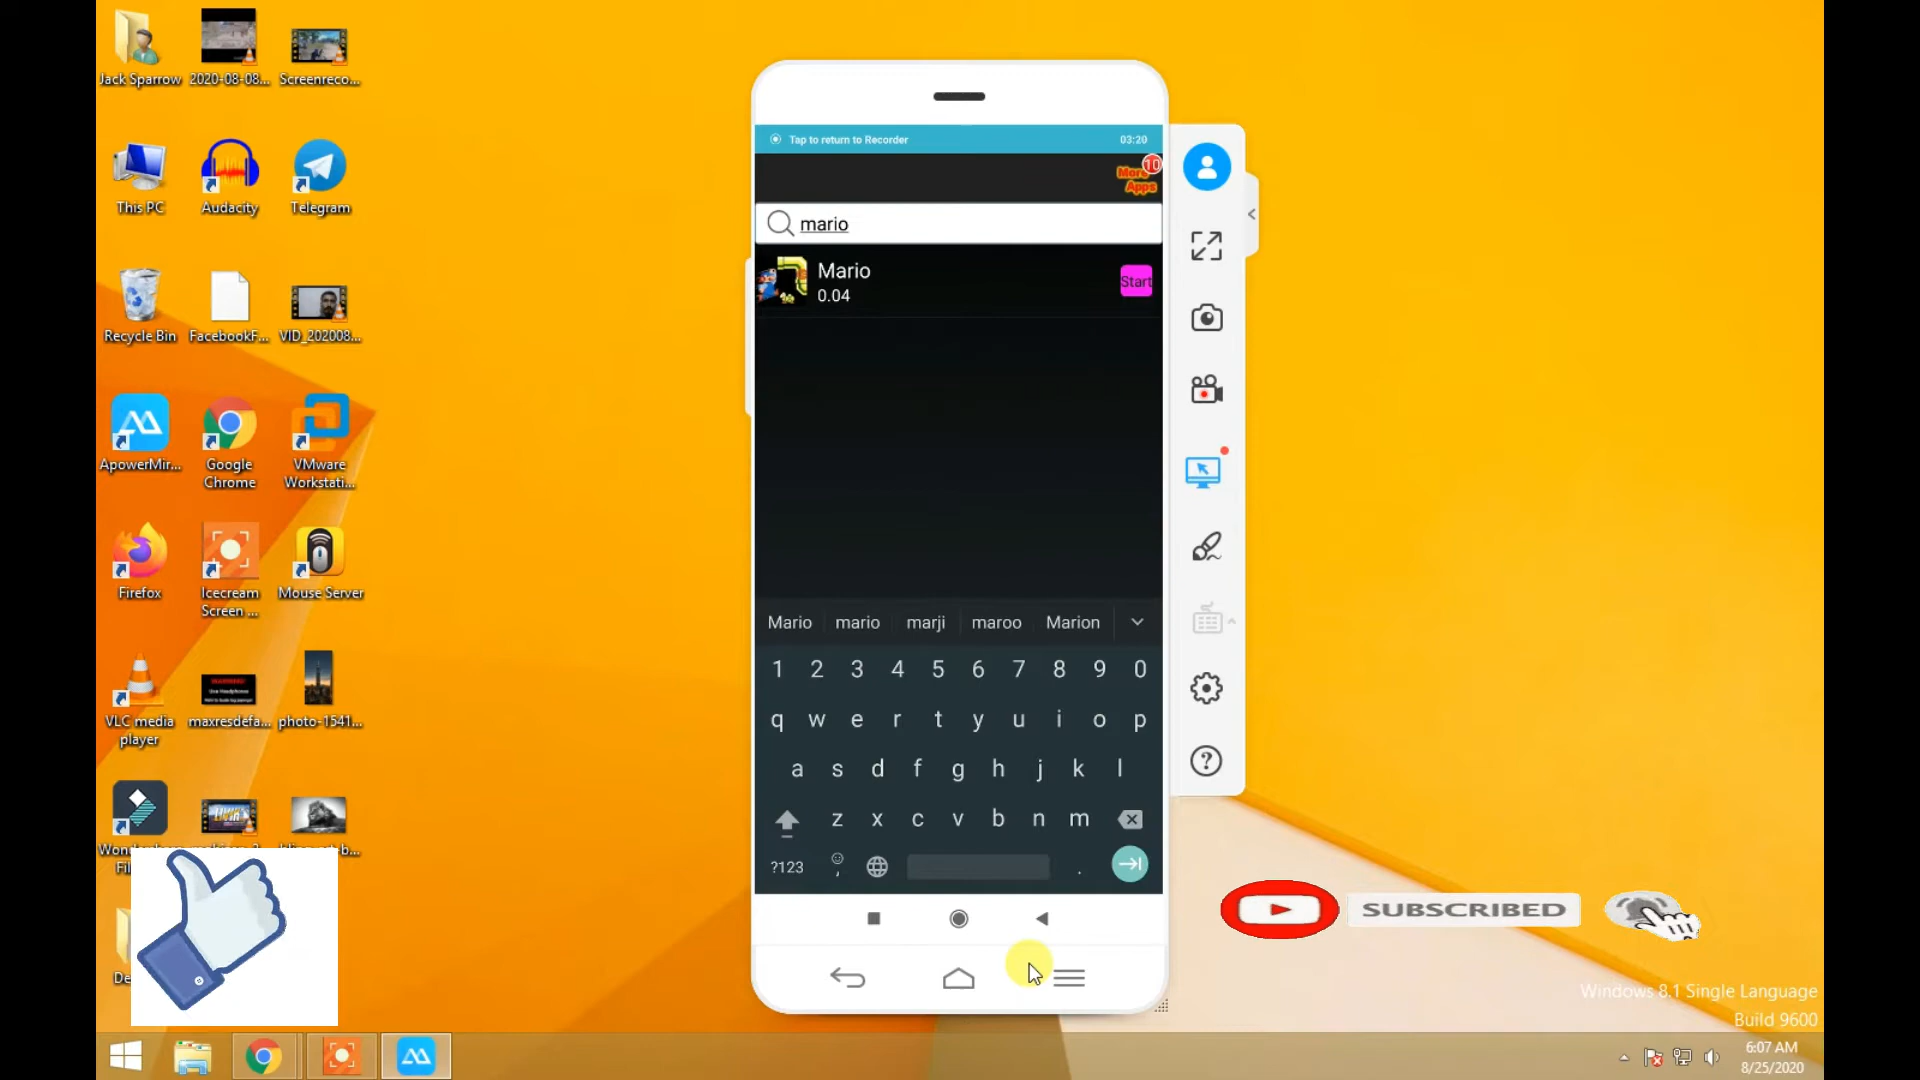 Jack Sparrow
2020-08-08...
Screenreco...
This PC
Audacity
Telegram
Recycle Bin
FacebookF...
VID_202008...
ApowerMir...
Google
Chrome
VMware
Workstati...
Firefox
Icecream
Screen ...
Mouse Server
VLC media
player
maxresdefa...
photo-1541...
Tap to return to Recorder
03:20
More
Apps
10
mario
Mario
0.04
Start
Mario mario marji maroo Marion
1 2 3 4 5 6 7 8 9 0
q w e r t y u i o p
a s d f g h j k l
z x c v b n m
?123 , .
SUBSCRIBED
Windows 8.1 Single Language
Build 9600
6:07 AM
8/25/2020